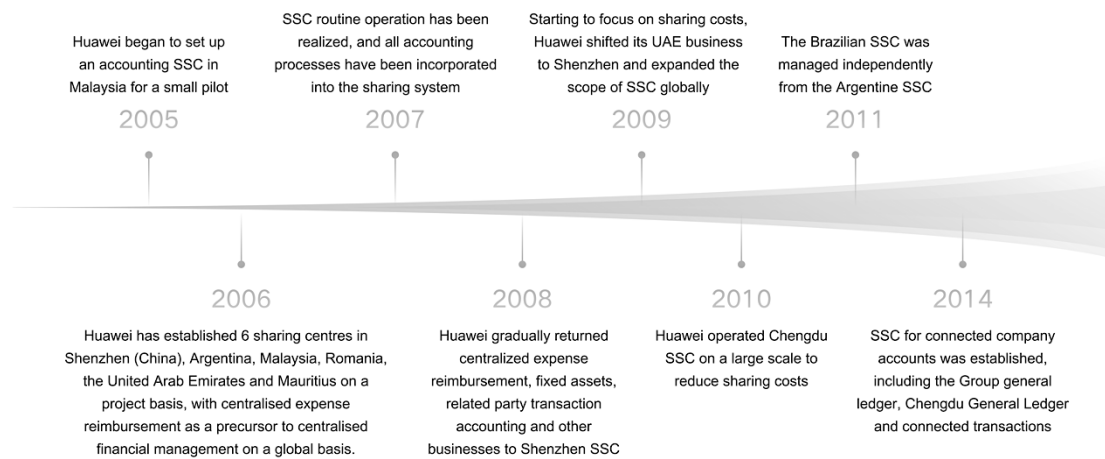 Huawei began to set up
an accounting SSC in
Malaysia for a small pilot
2005
SSC routine operation has been
realized, and all accounting
processes have been incorporated
into the sharing system
2007
Starting to focus on sharing costs,
Huawei shifted its UAE business
to Shenzhen and expanded the
scope of SSC globally
2009
The Brazilian SSC was
managed independently
from the Argentine SSC
2011
2006
Huawei has established 6 sharing centres in
Shenzhen (China), Argentina, Malaysia, Romania,
the United Arab Emirates and Mauritius on a
project basis, with centralised expense
reimbursement as a precursor to centralised
financial management on a global basis.
2008
Huawei gradually returned
centralized expense
reimbursement, fixed assets,
related party transaction
accounting and other
businesses to Shenzhen SSC
2010
Huawei operated Chengdu
SSC on a large scale to
reduce sharing costs
2014
SSC for connected company
accounts was established,
including the Group general
ledger, Chengdu General Ledger
and connected transactions